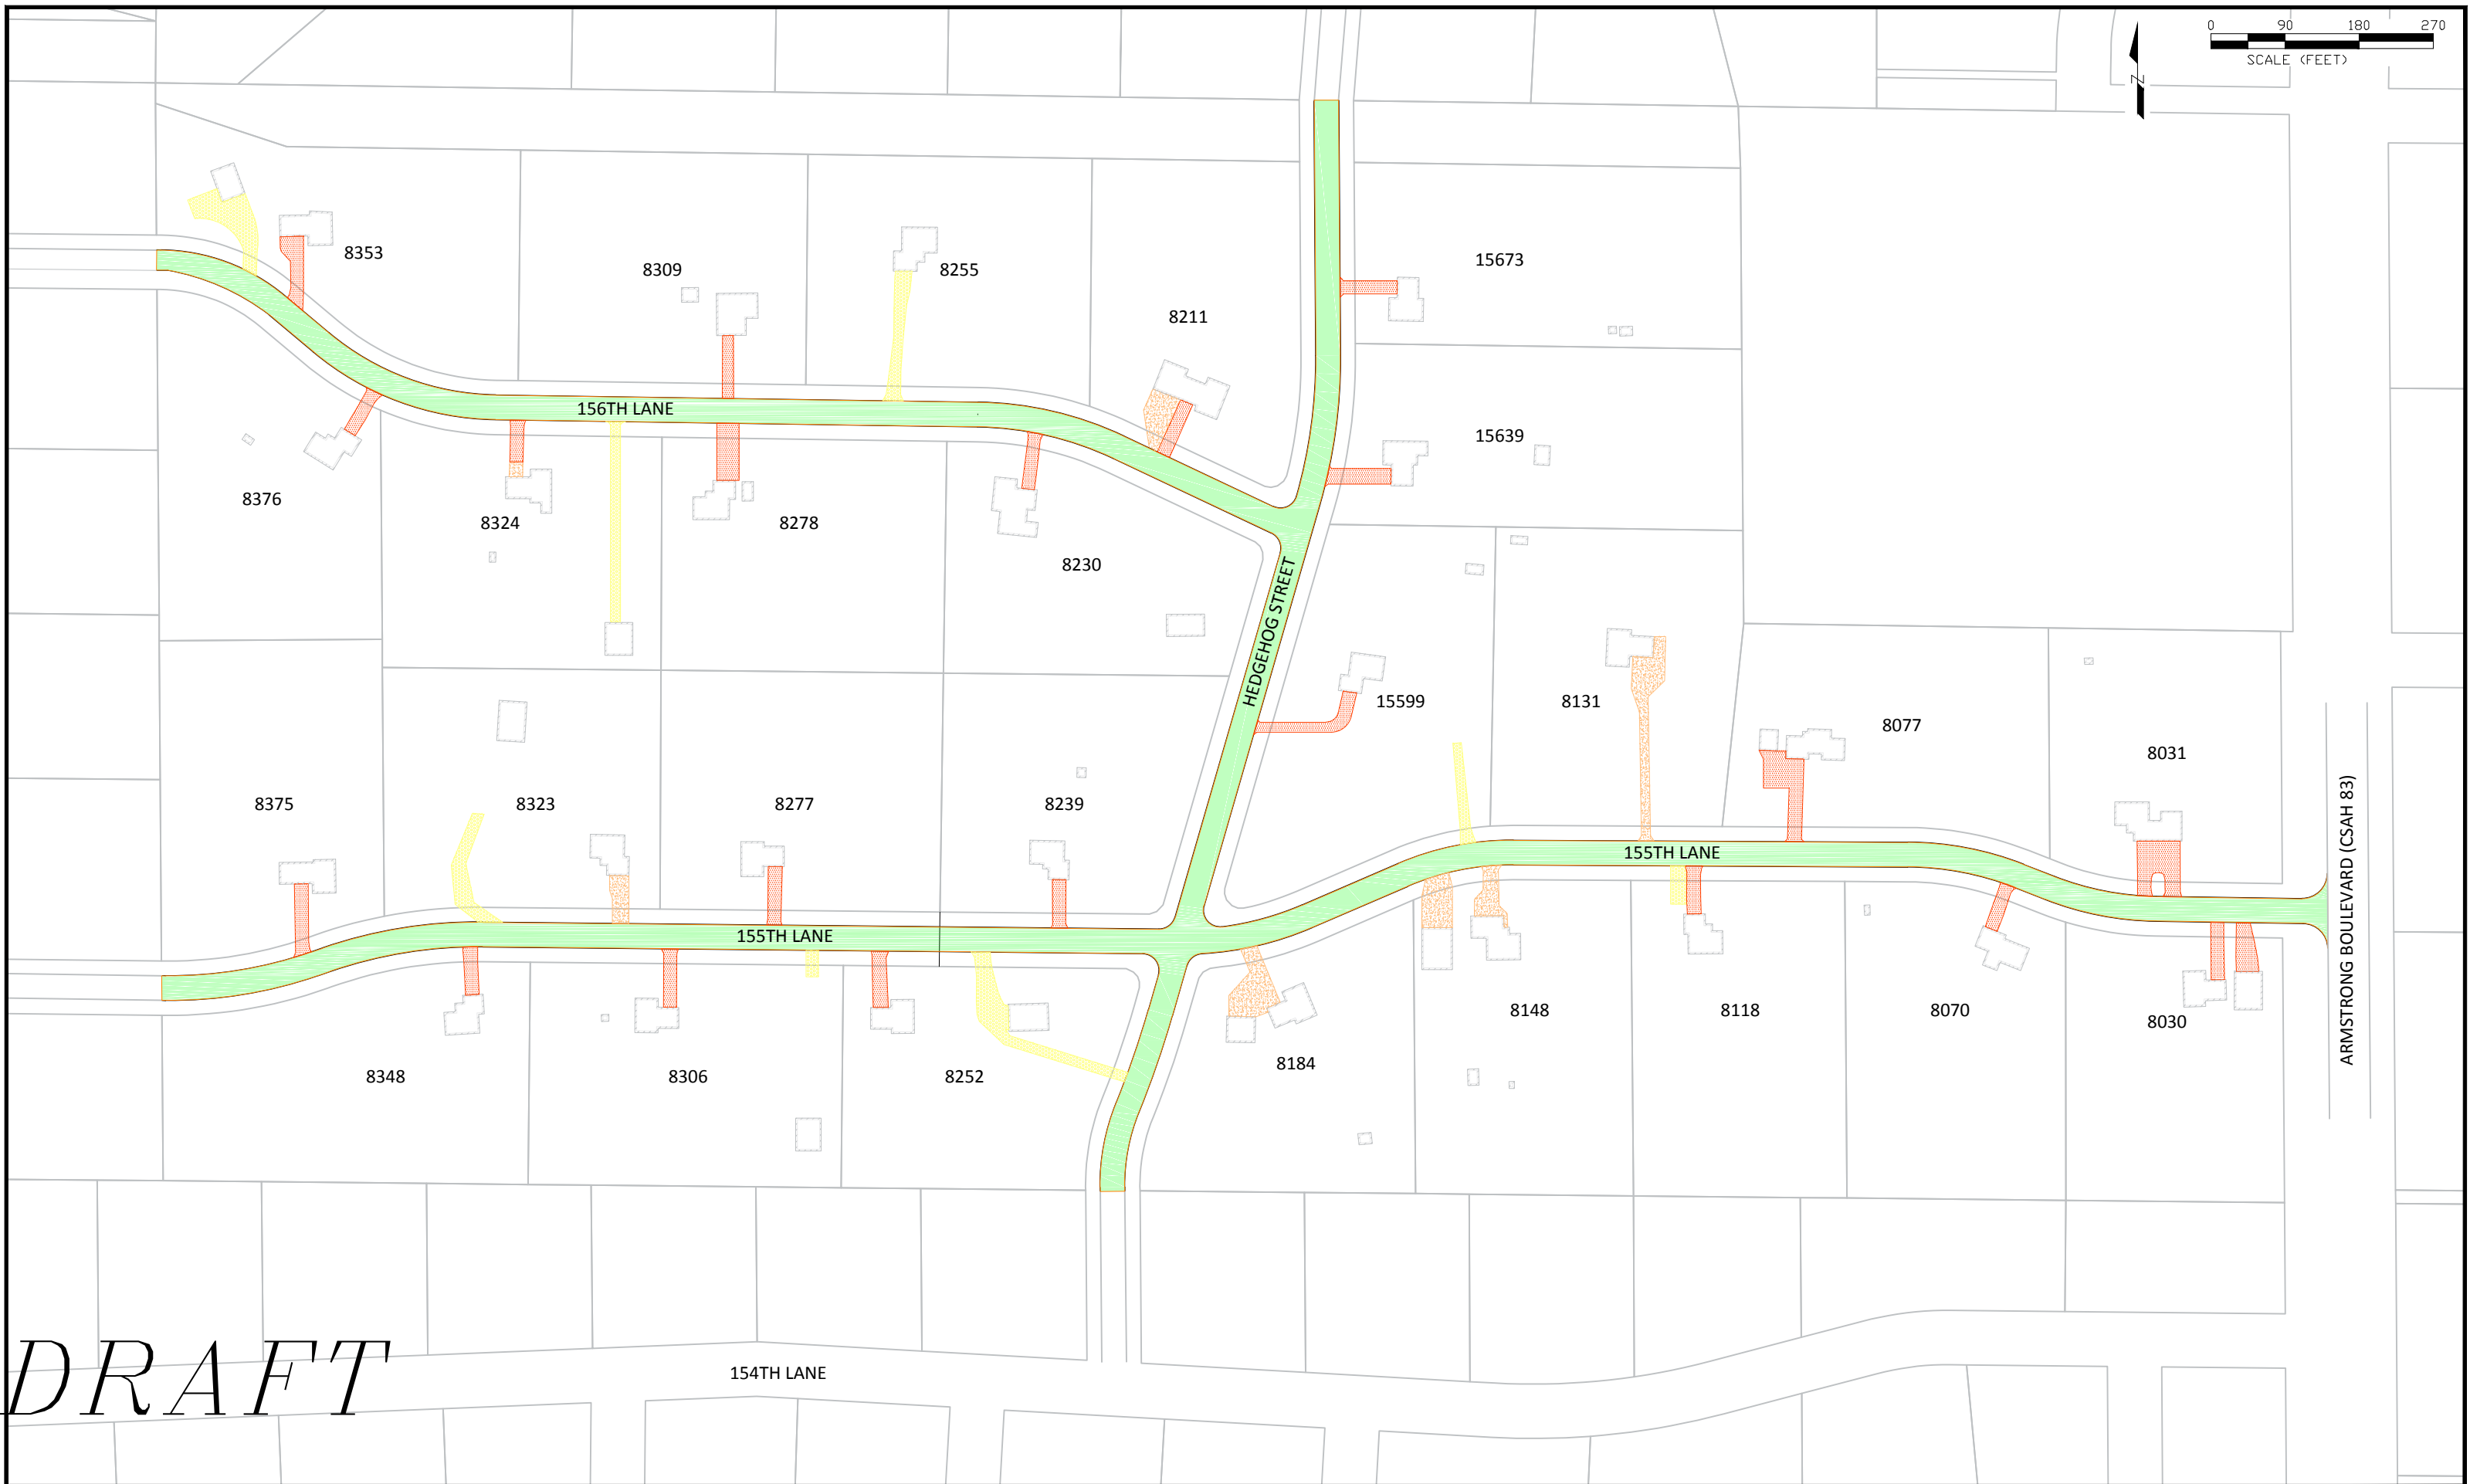 0 90 180 270
SCALE (FEET)
N
8353
8309
8255
8211
15673
156TH LANE
15639
8376
8324
8278
8230
HEDGEHOG STREET
15599
8131
8077
8031
8375
8323
8277
8239
155TH LANE
155TH LANE
ARMSTRONG BOULEVARD (CSAH 83)
8348
8306
8252
8184
8148
8118
8070
8030
154TH LANE
DRAFT